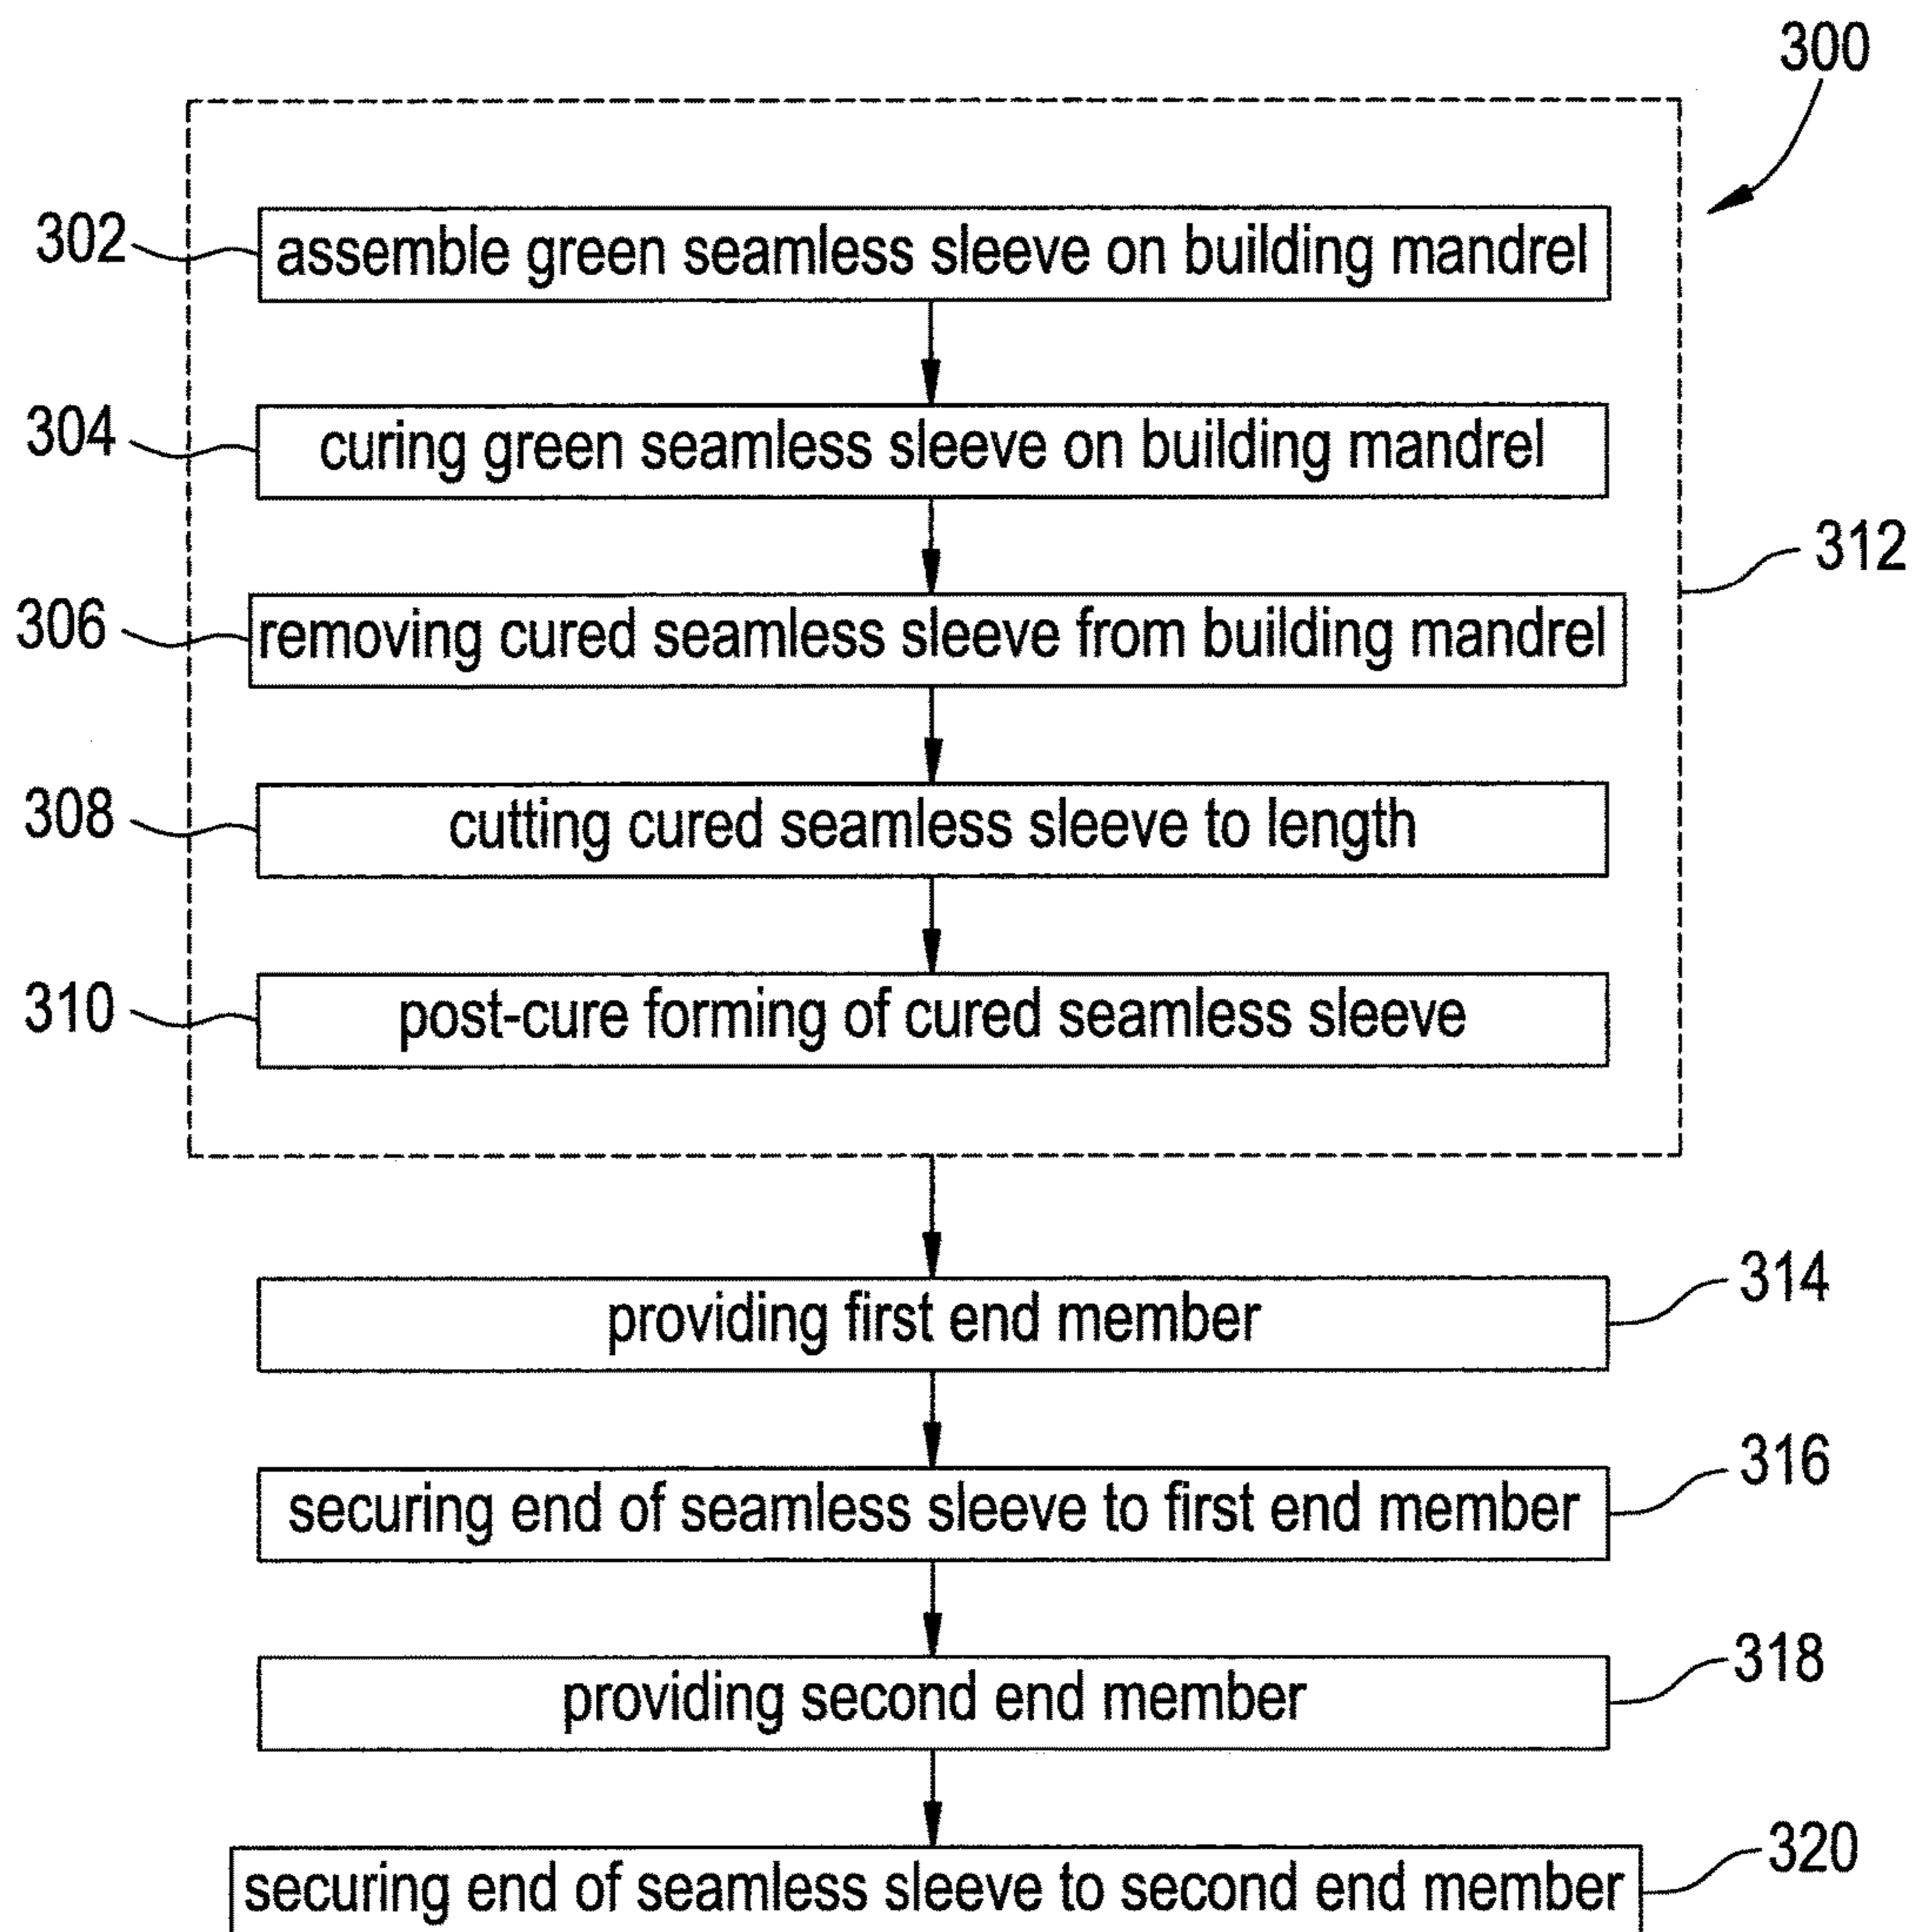 300
302 assemble green seamless sleeve on building mandrel
304 curing green seamless sleeve on building mandrel
312
306 removing cured seamless sleeve from building mandrel
308 cutting cured seamless sleeve to length
310 post-cure forming of cured seamless sleeve
providing first end member 314
securing end of seamless sleeve to first end member 316
providing second end member 318
securing end of seamless sleeve to second end member 320